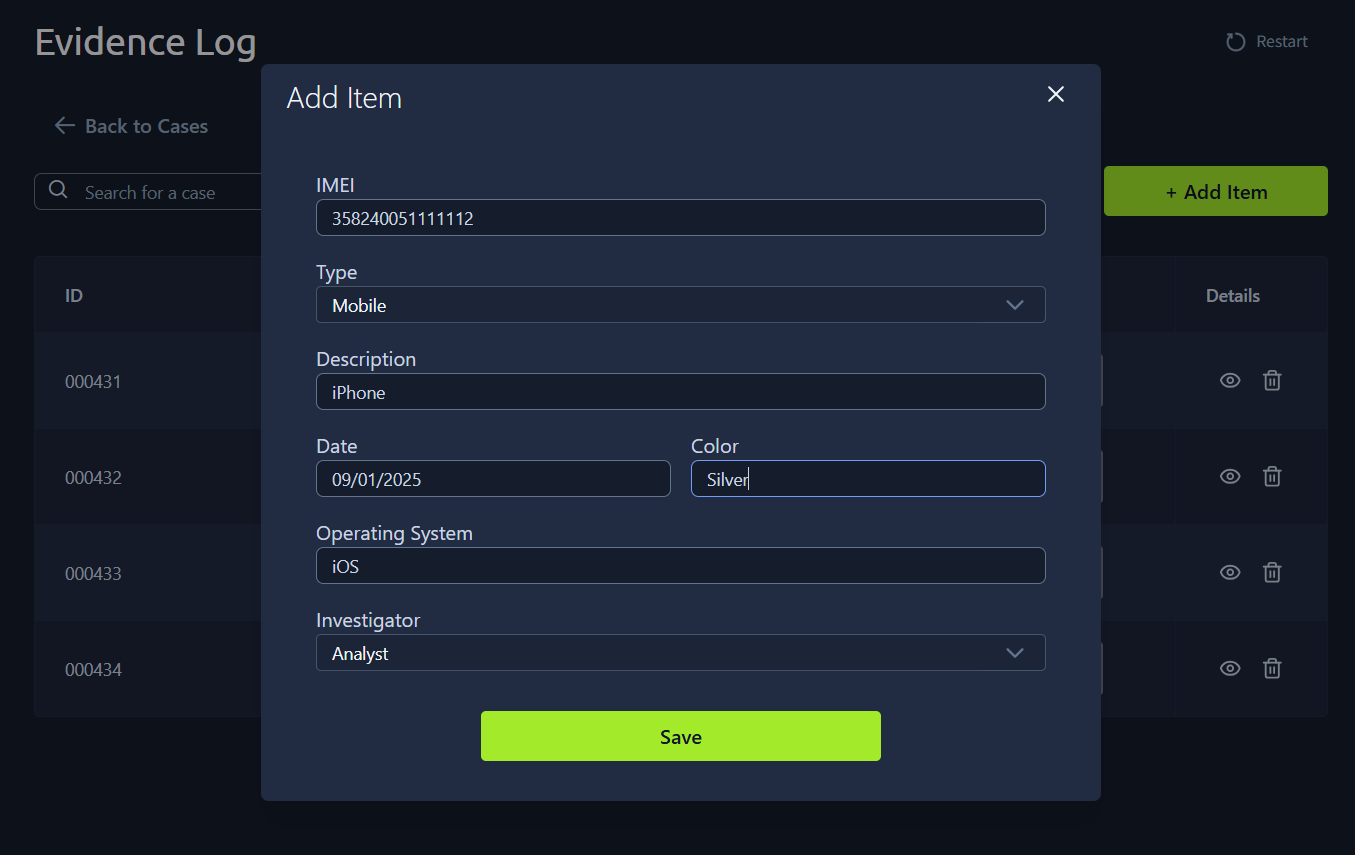 Evidence Log
Restart
Add Item
Back to Cases
Search for a case
+ Add Item
IMEI
358240051111112
Type
Mobile
Description
iPhone
Date
Color
09/01/2025
Silver
Operating System
iOS
Investigator
Analyst
Save
ID
Details
000431
000432
000433
000434